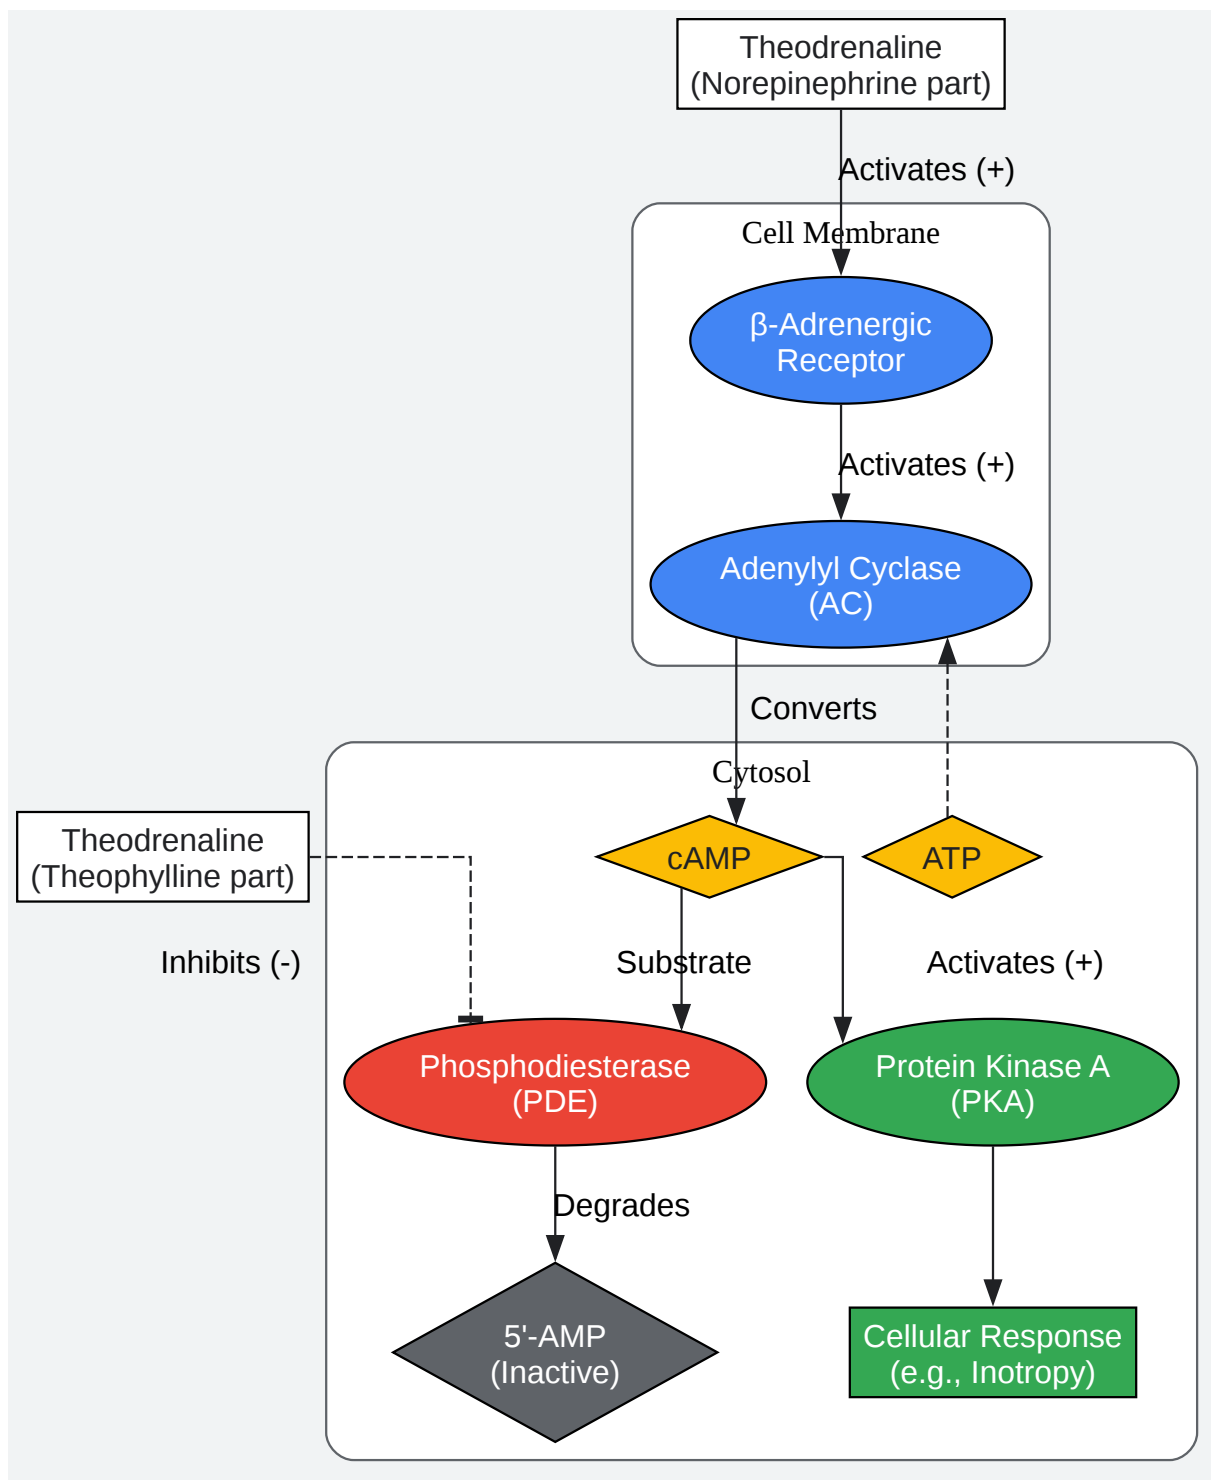 Theodrenaline
(Norepinephrine part)
Activates (+)
Cell Membrane
β-Adrenergic
Receptor
Activates (+)
Adenylyl Cyclase
(AC)
Converts
Cytosol
Theodrenaline
(Theophylline part)
cAMP
ATP
Inhibits (-)
Substrate
Activates (+)
Phosphodiesterase
(PDE)
Protein Kinase A
(PKA)
Degrades
5'-AMP
(Inactive)
Cellular Response
(e.g., Inotropy)